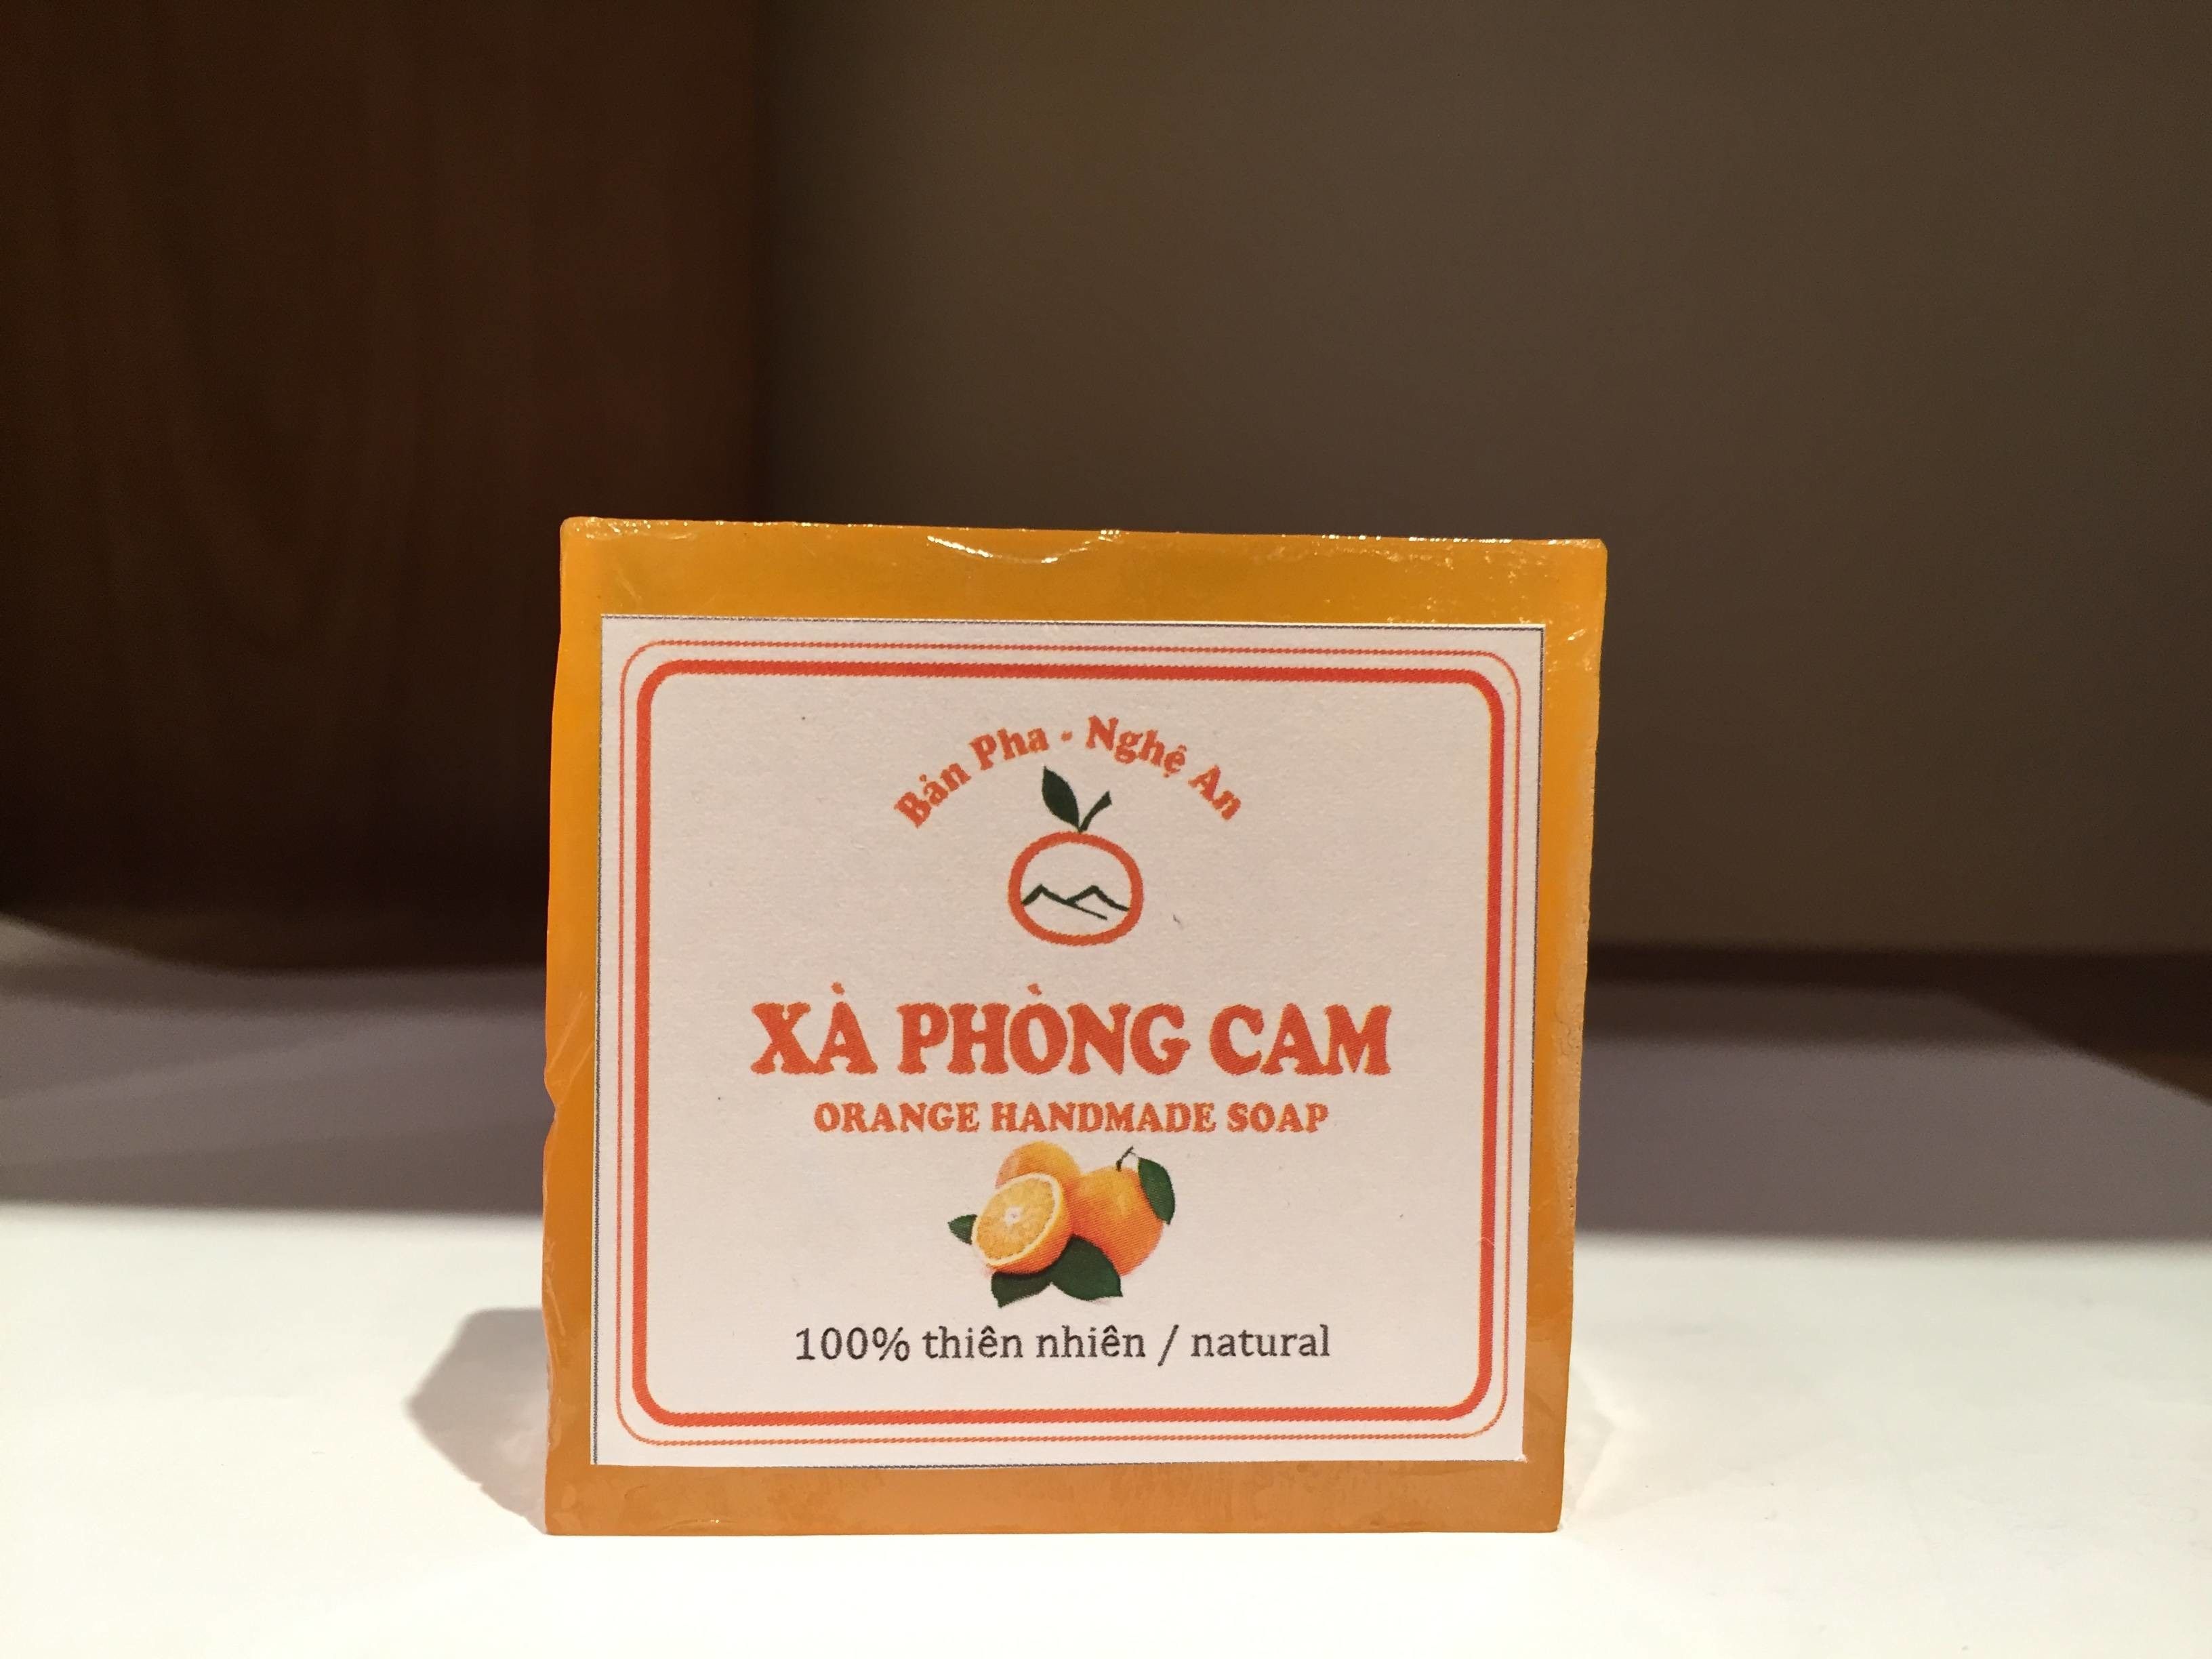 Bản Pha - Nghệ An
XÀ PHÒNG CAM
ORANGE HANDMADE SOAP
100% thiên nhiên / natural